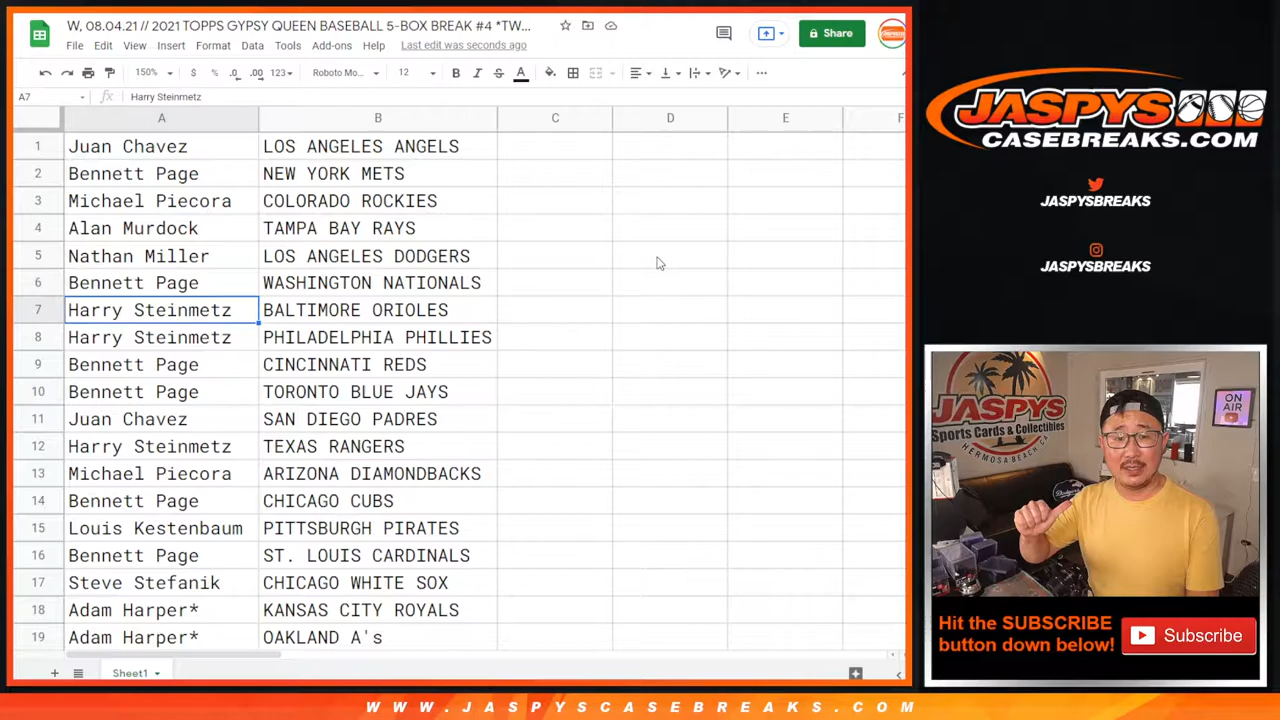 W, 08.04.21 // 2021 TOPPS GYPSY QUEEN BASEBALL 5-BOX BREAK #4 *TW...
File Edit View Insert Format Data Tools Add-ons Help Last edit was seconds ago
Share
150% $ % .0 .00 123 Roboto Mo... 12 B I S A
A7 fx Harry Steinmetz
A B C D E F
1 Juan Chavez LOS ANGELES ANGELS
2 Bennett Page NEW YORK METS
3 Michael Piecora COLORADO ROCKIES
4 Alan Murdock TAMPA BAY RAYS
5 Nathan Miller LOS ANGELES DODGERS
6 Bennett Page WASHINGTON NATIONALS
7 Harry Steinmetz BALTIMORE ORIOLES
8 Harry Steinmetz PHILADELPHIA PHILLIES
9 Bennett Page CINCINNATI REDS
10 Bennett Page TORONTO BLUE JAYS
11 Juan Chavez SAN DIEGO PADRES
12 Harry Steinmetz TEXAS RANGERS
13 Michael Piecora ARIZONA DIAMONDBACKS
14 Bennett Page CHICAGO CUBS
15 Louis Kestenbaum PITTSBURGH PIRATES
16 Bennett Page ST. LOUIS CARDINALS
17 Steve Stefanik CHICAGO WHITE SOX
18 Adam Harper* KANSAS CITY ROYALS
19 Adam Harper* OAKLAND A's
Sheet1
JASPYS
CASEBREAKS.COM
JASPYSBREAKS
JASPYSBREAKS
JASPYS
Sports Cards & Collectibles
HERMOSA BEACH CA
ON
AIR
Dodgers
Hit the SUBSCRIBE
button down below!
Subscribe
WWW.JASPYSCASEBREAKS.COM